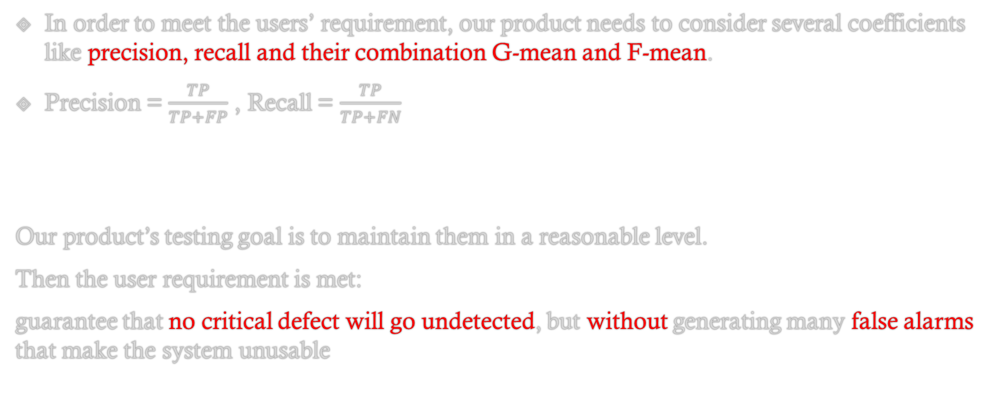 In order to meet the users’ requirement, our product needs to consider several coefficients
like precision, recall and their combination G-mean and F-mean.
Precision = TP/(TP+FP) , Recall = TP/(TP+FN)
Our product’s testing goal is to maintain them in a reasonable level.
Then the user requirement is met:
guarantee that no critical defect will go undetected, but without generating many false alarms
that make the system unusable